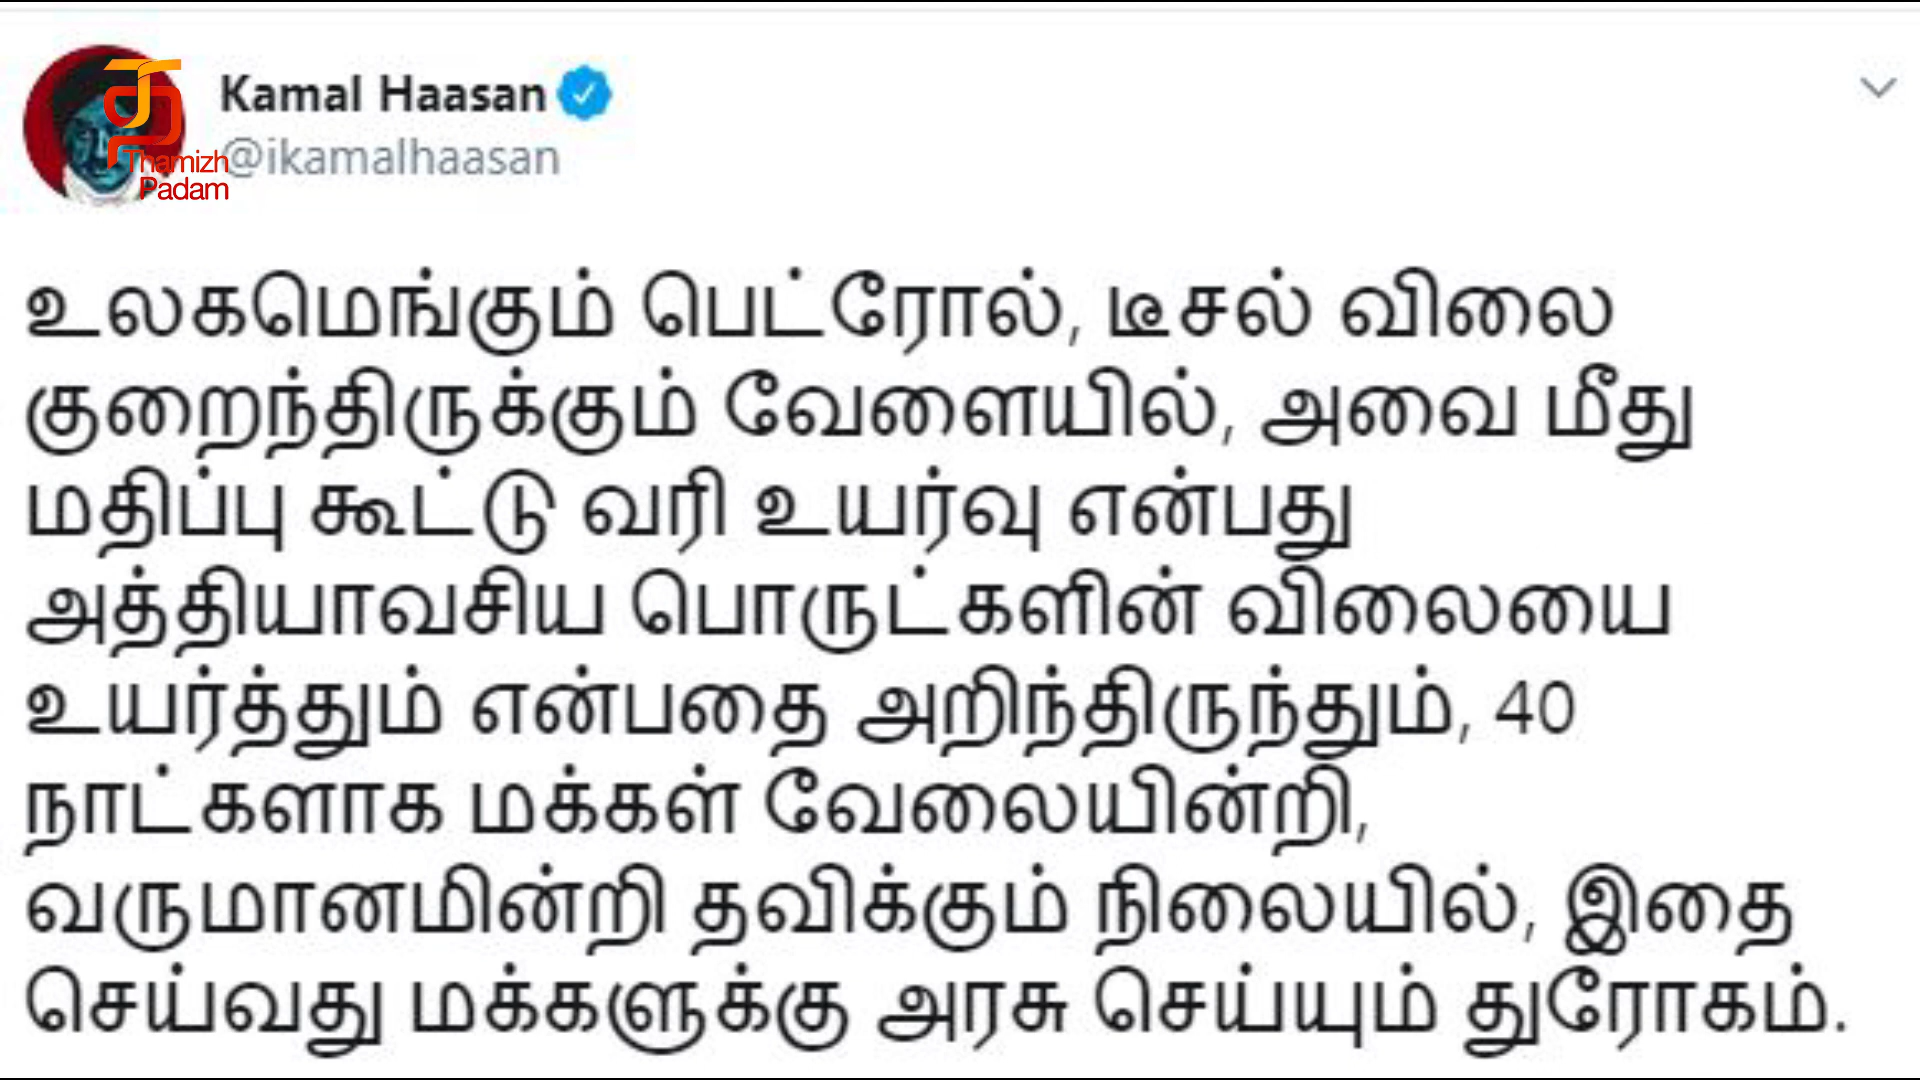 Kamal Haasan
@ikamalhaasan
Thamizh
Padam
உலகமெங்கும் பெட்ரோல், டீசல் விலை
குறைந்திருக்கும் வேளையில், அவை மீது
மதிப்பு கூட்டு வரி உயர்வு என்பது
அத்தியாவசிய பொருட்களின் விலையை
உயர்த்தும் என்பதை அறிந்திருந்தும், 40
நாட்களாக மக்கள் வேலையின்றி,
வருமானமின்றி தவிக்கும் நிலையில், இதை
செய்வது மக்களுக்கு அரசு செய்யும் துரோகம்.